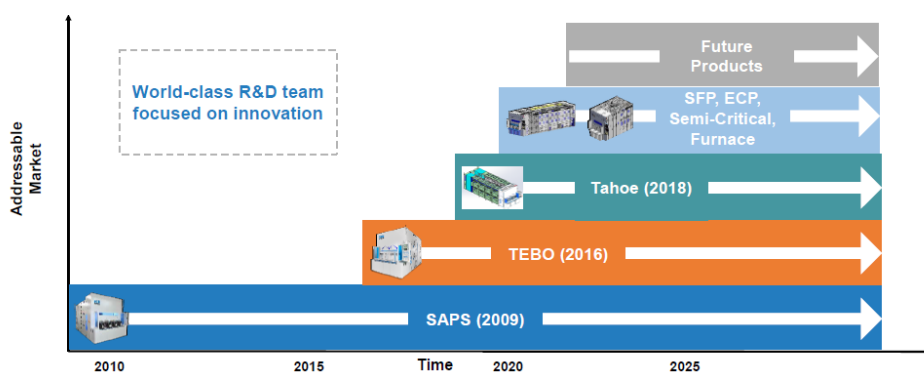 Future
Products
World-class R&D team
focused on innovation
SFP, ECP,
Semi-Critical,
Furnace
Addressable
Market
Tahoe (2018)
TEBO (2016)
SAPS (2009)
2010
2015
Time
2020
2025